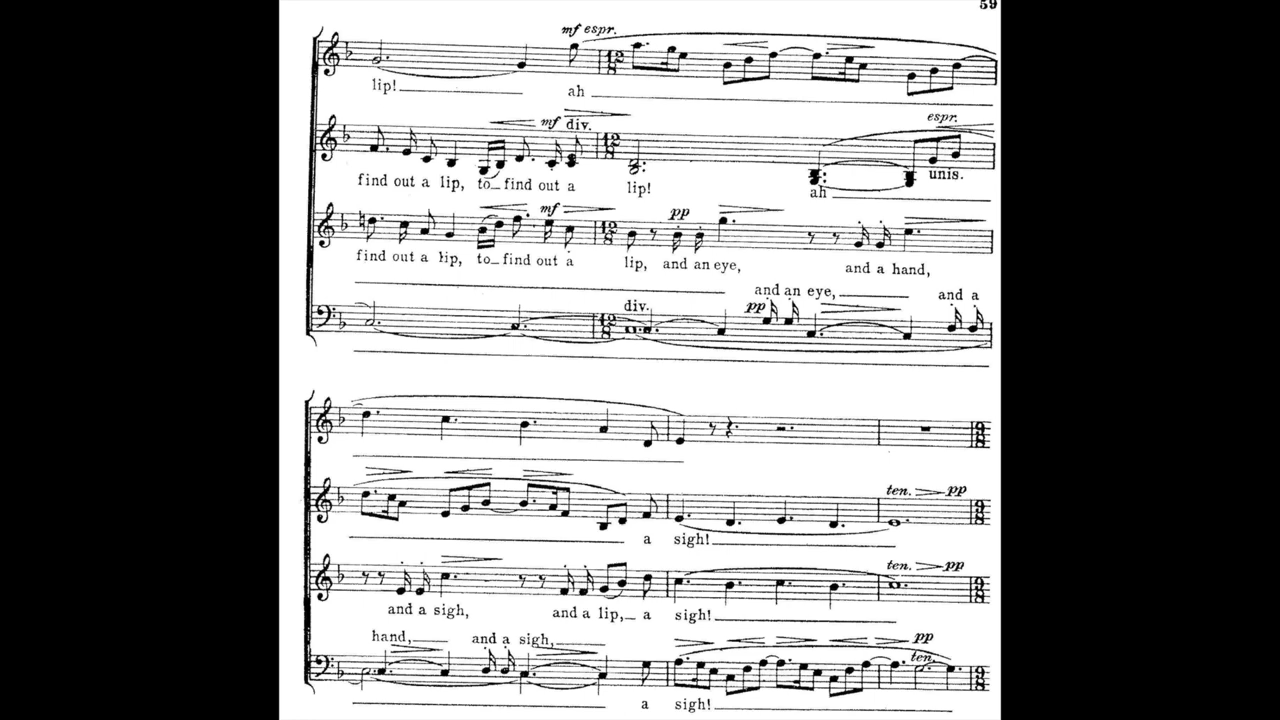 59
mf espr.
lip! ah
mf div.
espr.
unis.
find out a lip, to_ find out a lip! ah
mf pp
find out a lip, to_ find out a lip, and an eye, and a hand,
and an eye, and a
div. pp
ten. pp
a sigh!
ten. pp
and a sigh, and a lip,_ a sigh!
hand, and a sigh,
pp
ten.
a sigh!